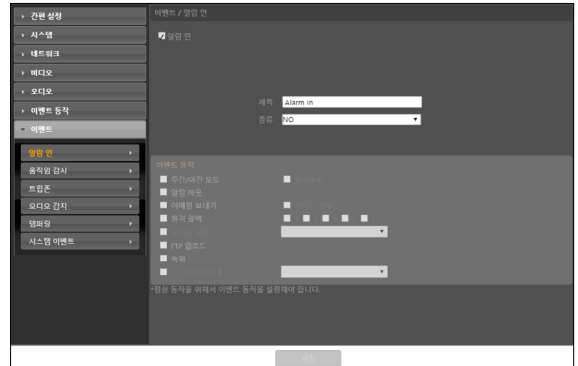 간편 설정
시스템
네트워크
비디오
오디오
이벤트 동작
이벤트
알람 인
움직임 감시
트립존
오디오 감지
탬퍼링
시스템 이벤트
이벤트 / 알람 인
알람 인
제목 Alarm in
종류 NO
이벤트 동작
주간/야간 모드
알람 아웃
이메일 보내기
원격 콜백
FTP 업로드
녹화
*정상 동작을 위해서 이벤트 동작을 설정해야 합니다.
저장